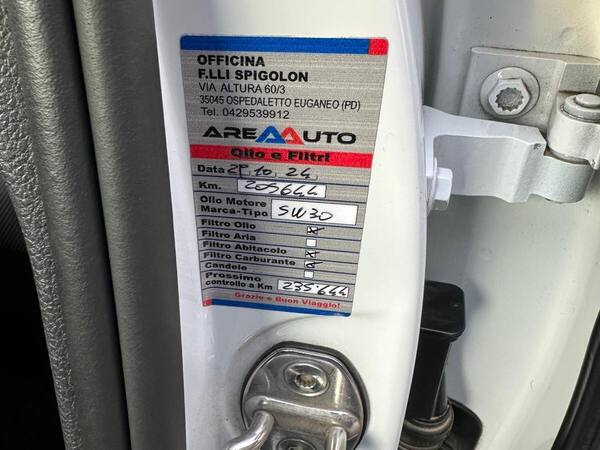 OFFICINA
F.LLI SPIGOLON
VIA ALTURA 60/3
35045 OSPEDALETTO EUGANEO (PD)
Tel. 0429539912
AREAAUTO
Olio e Filtri
Data 10, 24,
Km. 205644
Olio Motore
Marca-Tipo 5W30
Filtro Olio
Filtro Aria
Filtro Abitacolo
Filtro Carburante
Candele
Prossimo
controllo a Km 235.644
Grazie e Buon Viaggio!